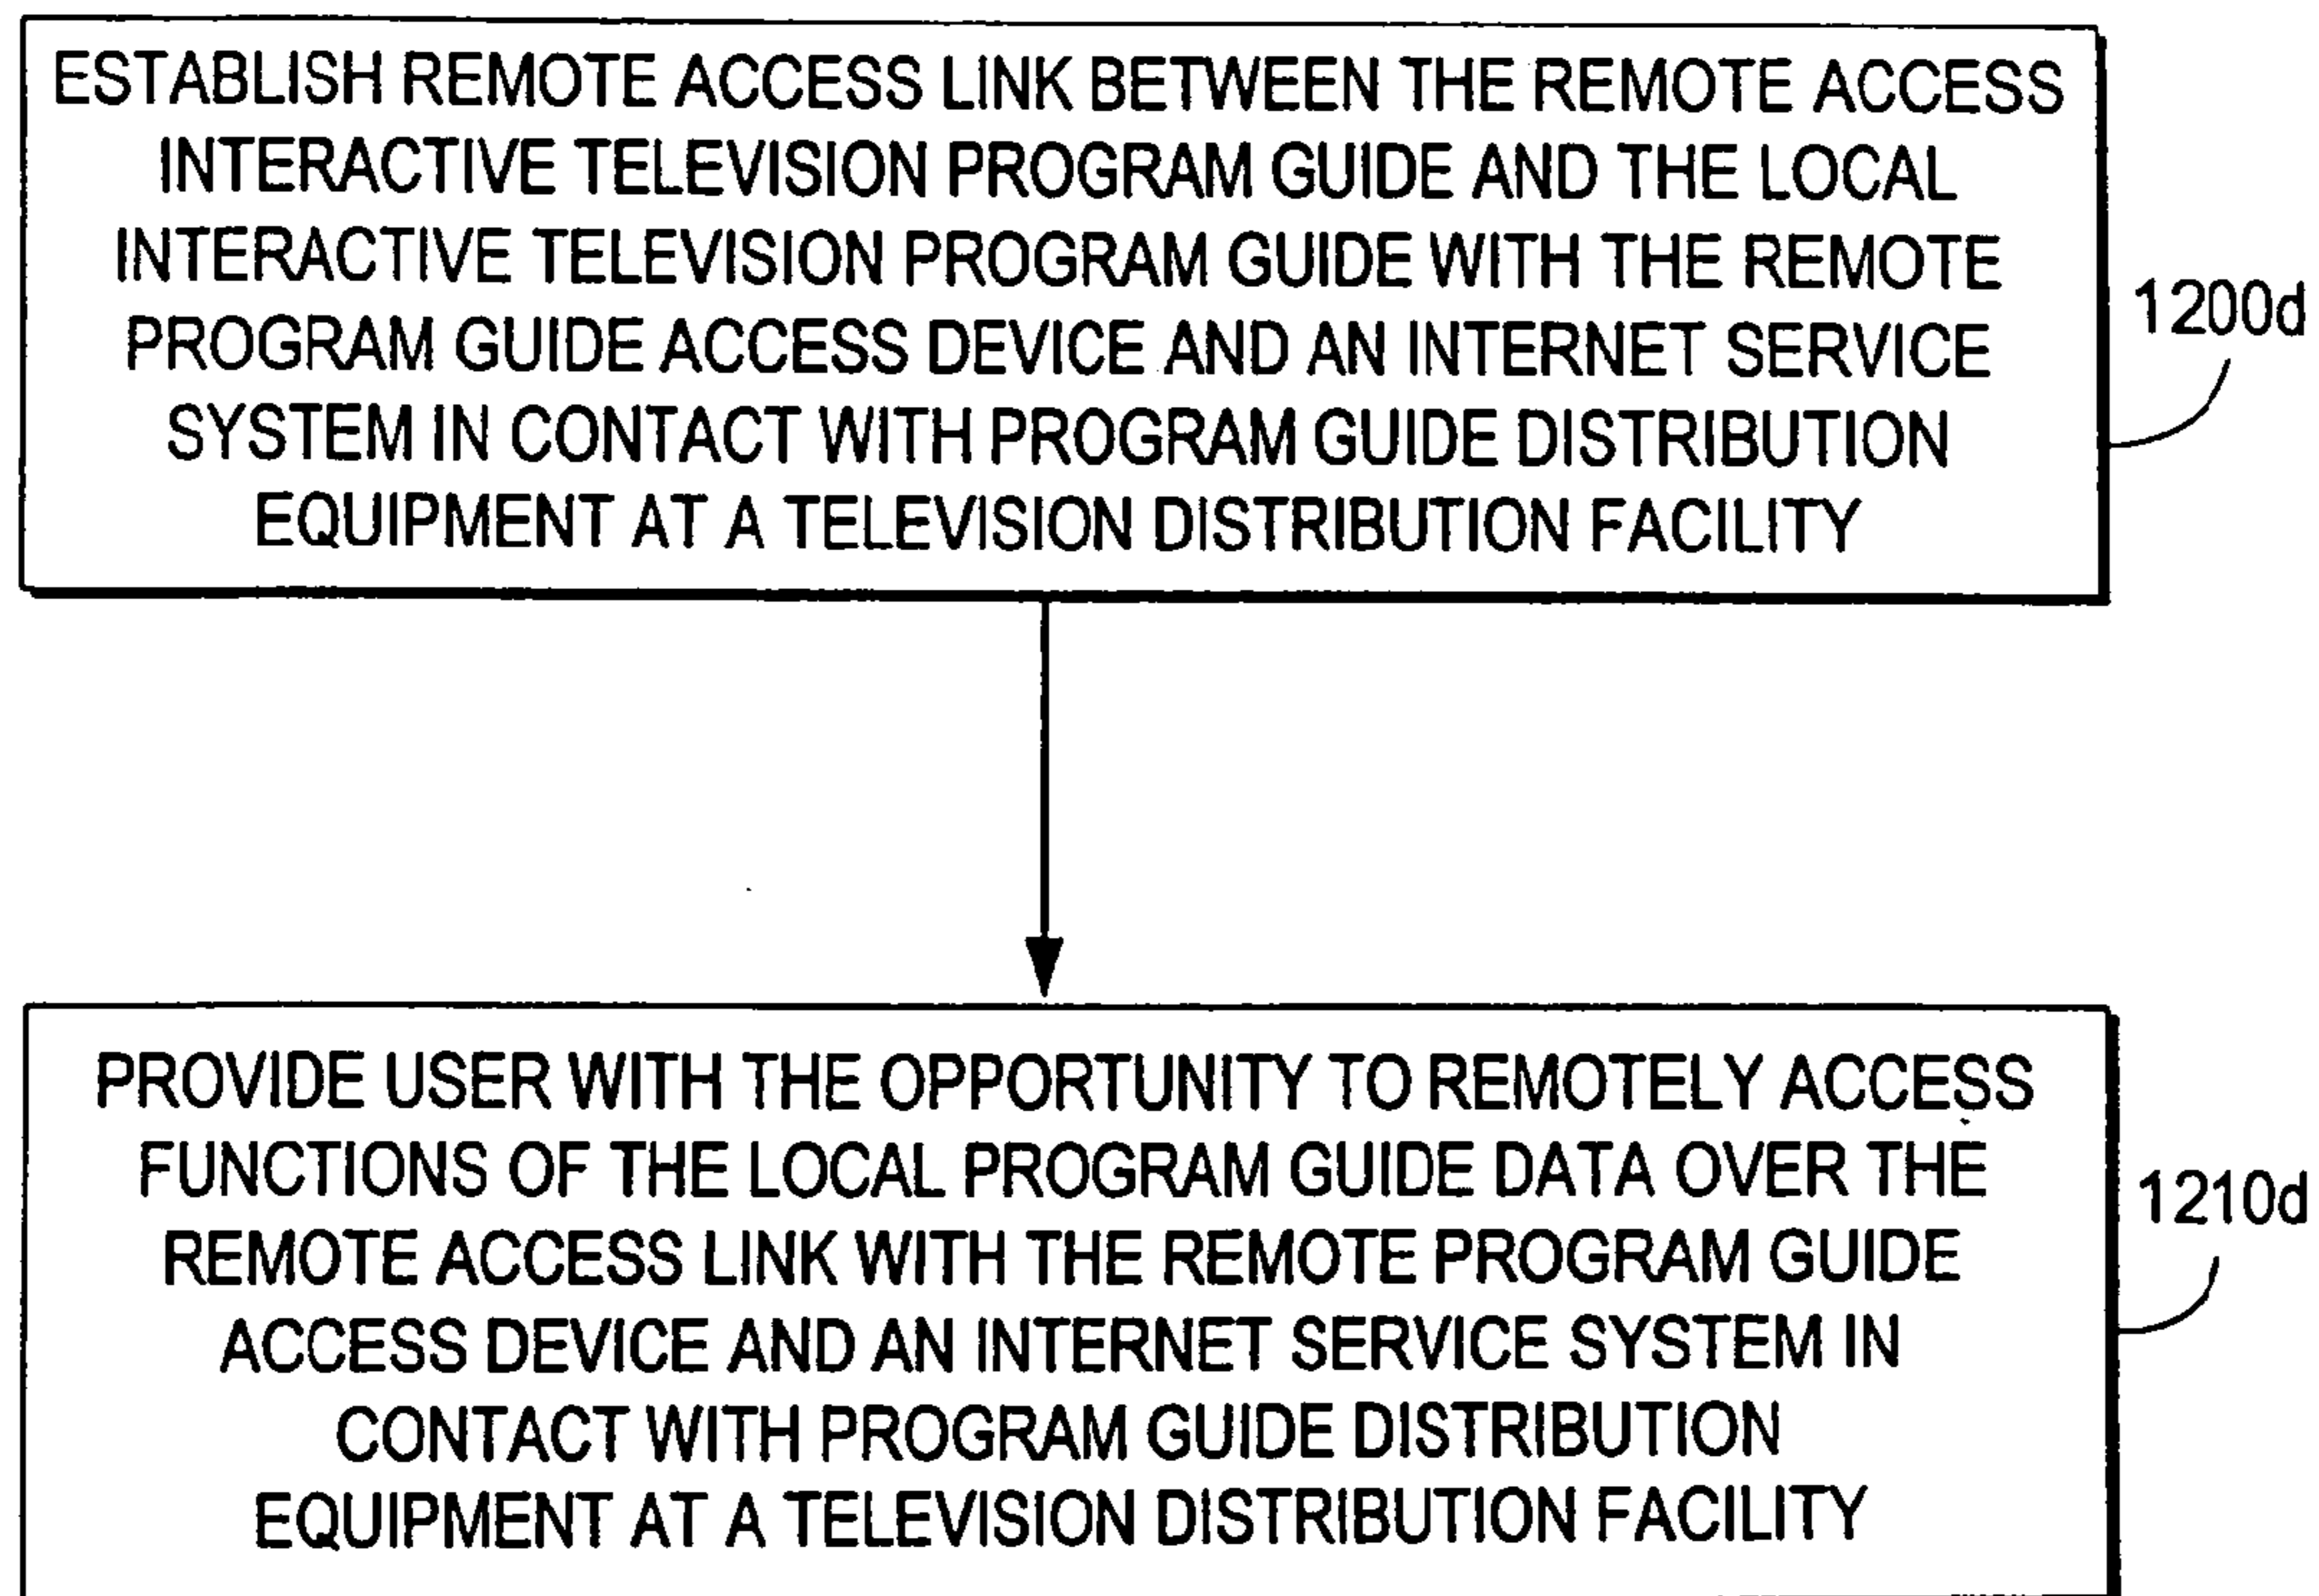 ESTABLISH REMOTE ACCESS LINK BETWEEN THE REMOTE ACCESS
INTERACTIVE TELEVISION PROGRAM GUIDE AND THE LOCAL
INTERACTIVE TELEVISION PROGRAM GUIDE WITH THE REMOTE
PROGRAM GUIDE ACCESS DEVICE AND AN INTERNET SERVICE
SYSTEM IN CONTACT WITH PROGRAM GUIDE DISTRIBUTION
EQUIPMENT AT A TELEVISION DISTRIBUTION FACILITY
1200d
PROVIDE USER WITH THE OPPORTUNITY TO REMOTELY ACCESS
FUNCTIONS OF THE LOCAL PROGRAM GUIDE DATA OVER THE
REMOTE ACCESS LINK WITH THE REMOTE PROGRAM GUIDE
ACCESS DEVICE AND AN INTERNET SERVICE SYSTEM IN
CONTACT WITH PROGRAM GUIDE DISTRIBUTION
EQUIPMENT AT A TELEVISION DISTRIBUTION FACILITY
1210d